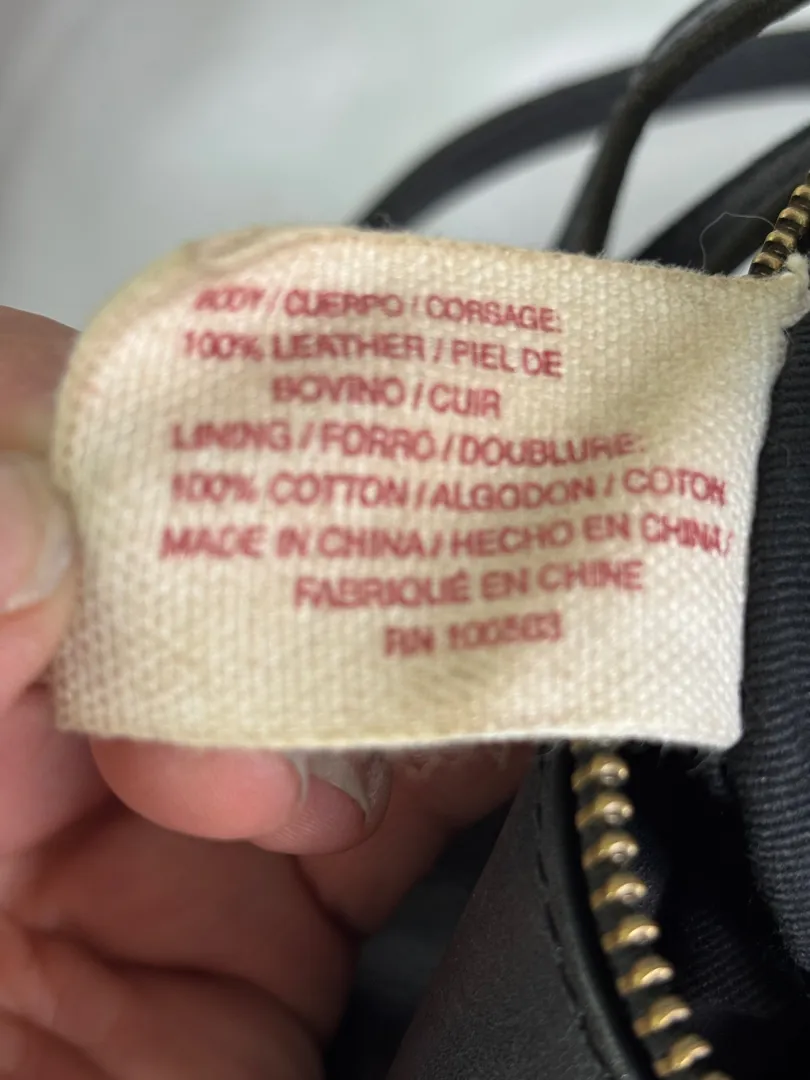 BODY / CUERPO / CORSAGE:
100% LEATHER / PIEL DE
BOVINO / CUIR
LINING / FORRO / DOUBLURE:
100% COTTON / ALGODON / COTON
MADE IN CHINA / HECHO EN CHINA /
FABRIQUÉ EN CHINE
RN